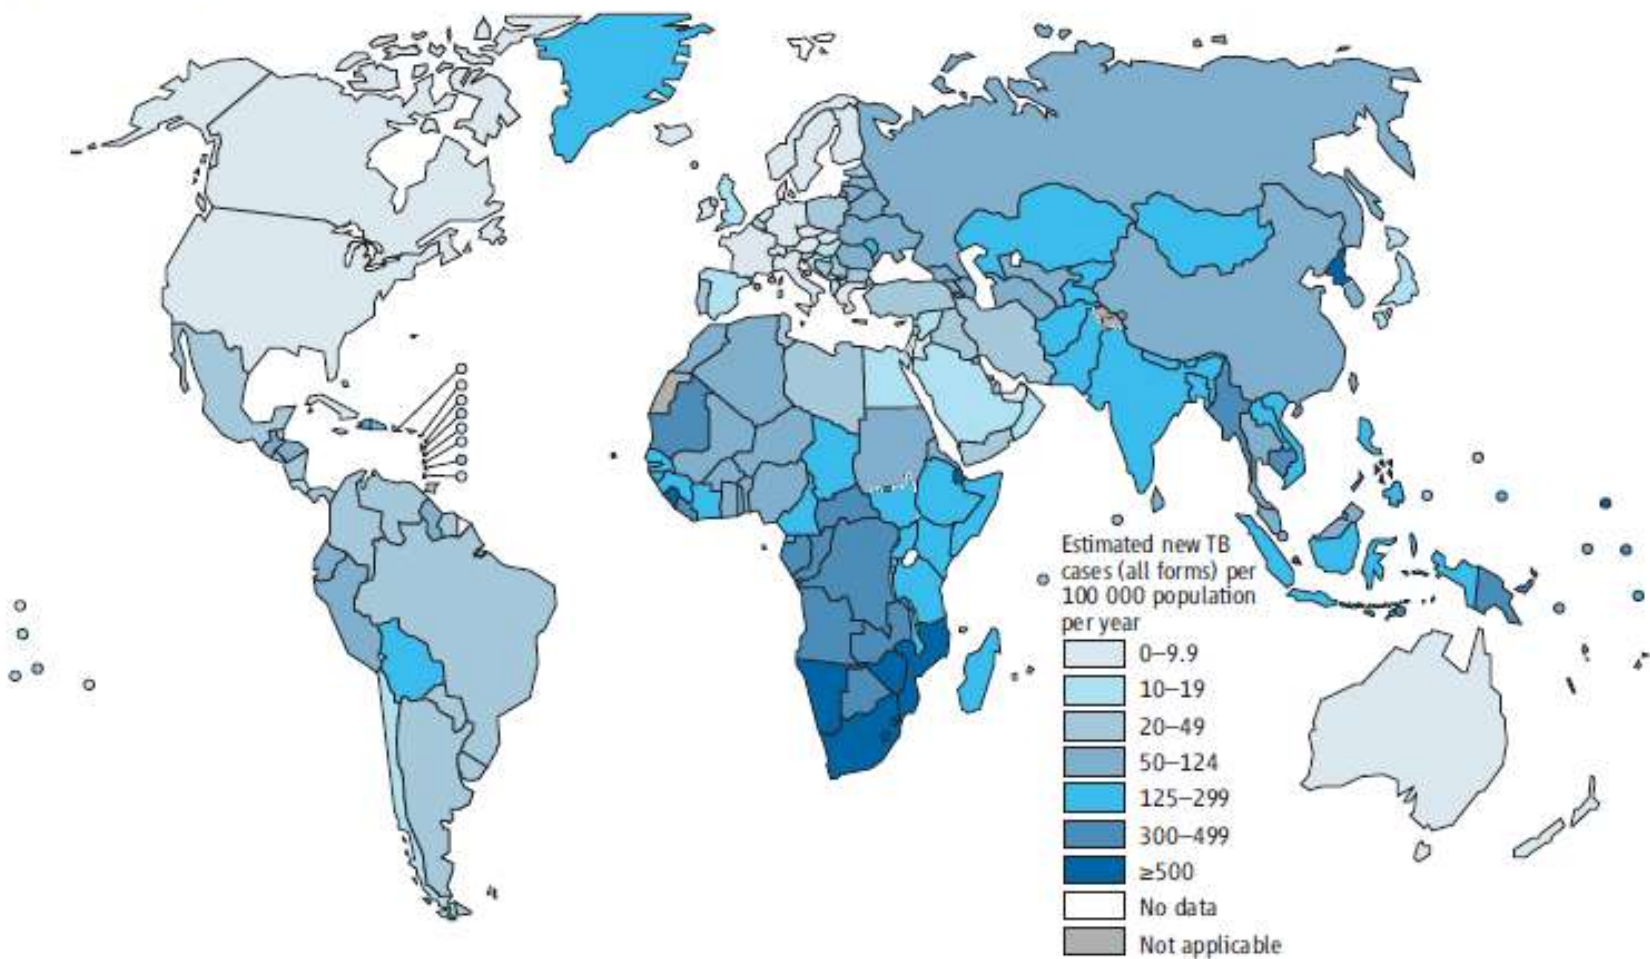 Estimated new TB
cases (all forms) per
100 000 population
per year
0–9.9
10–19
20–49
50–124
125–299
300–499
≥500
No data
Not applicable